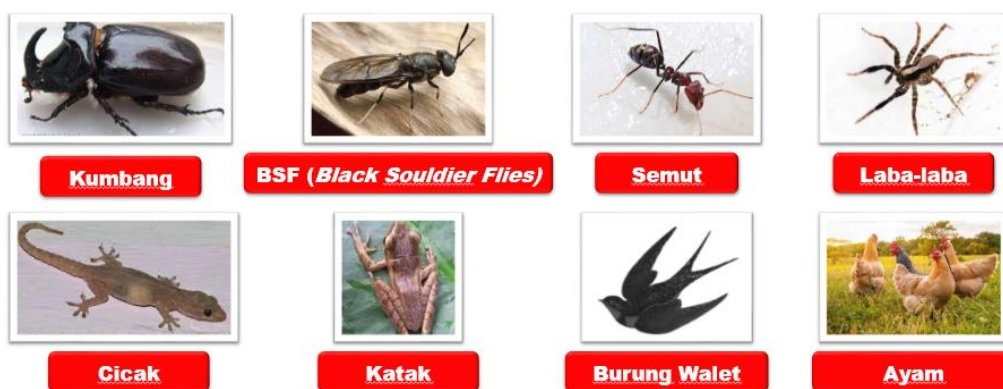 Kumbang
BSF (Black Souldier Flies)
Semut
Laba-laba
Cicak
Katak
Burung Walet
Ayam